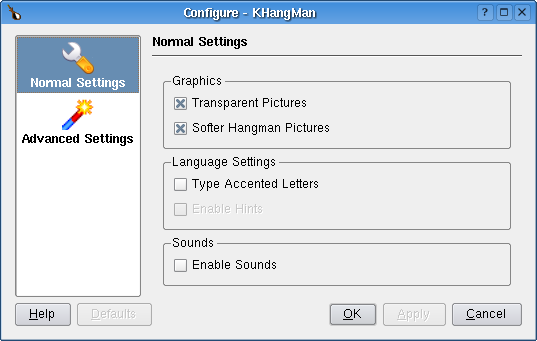 Configure - KHangMan
Normal Settings
Advanced Settings
Normal Settings
Graphics
Transparent Pictures
Softer Hangman Pictures
Language Settings
Type Accented Letters
Enable Hints
Sounds
Enable Sounds
Help
Defaults
OK
Apply
Cancel